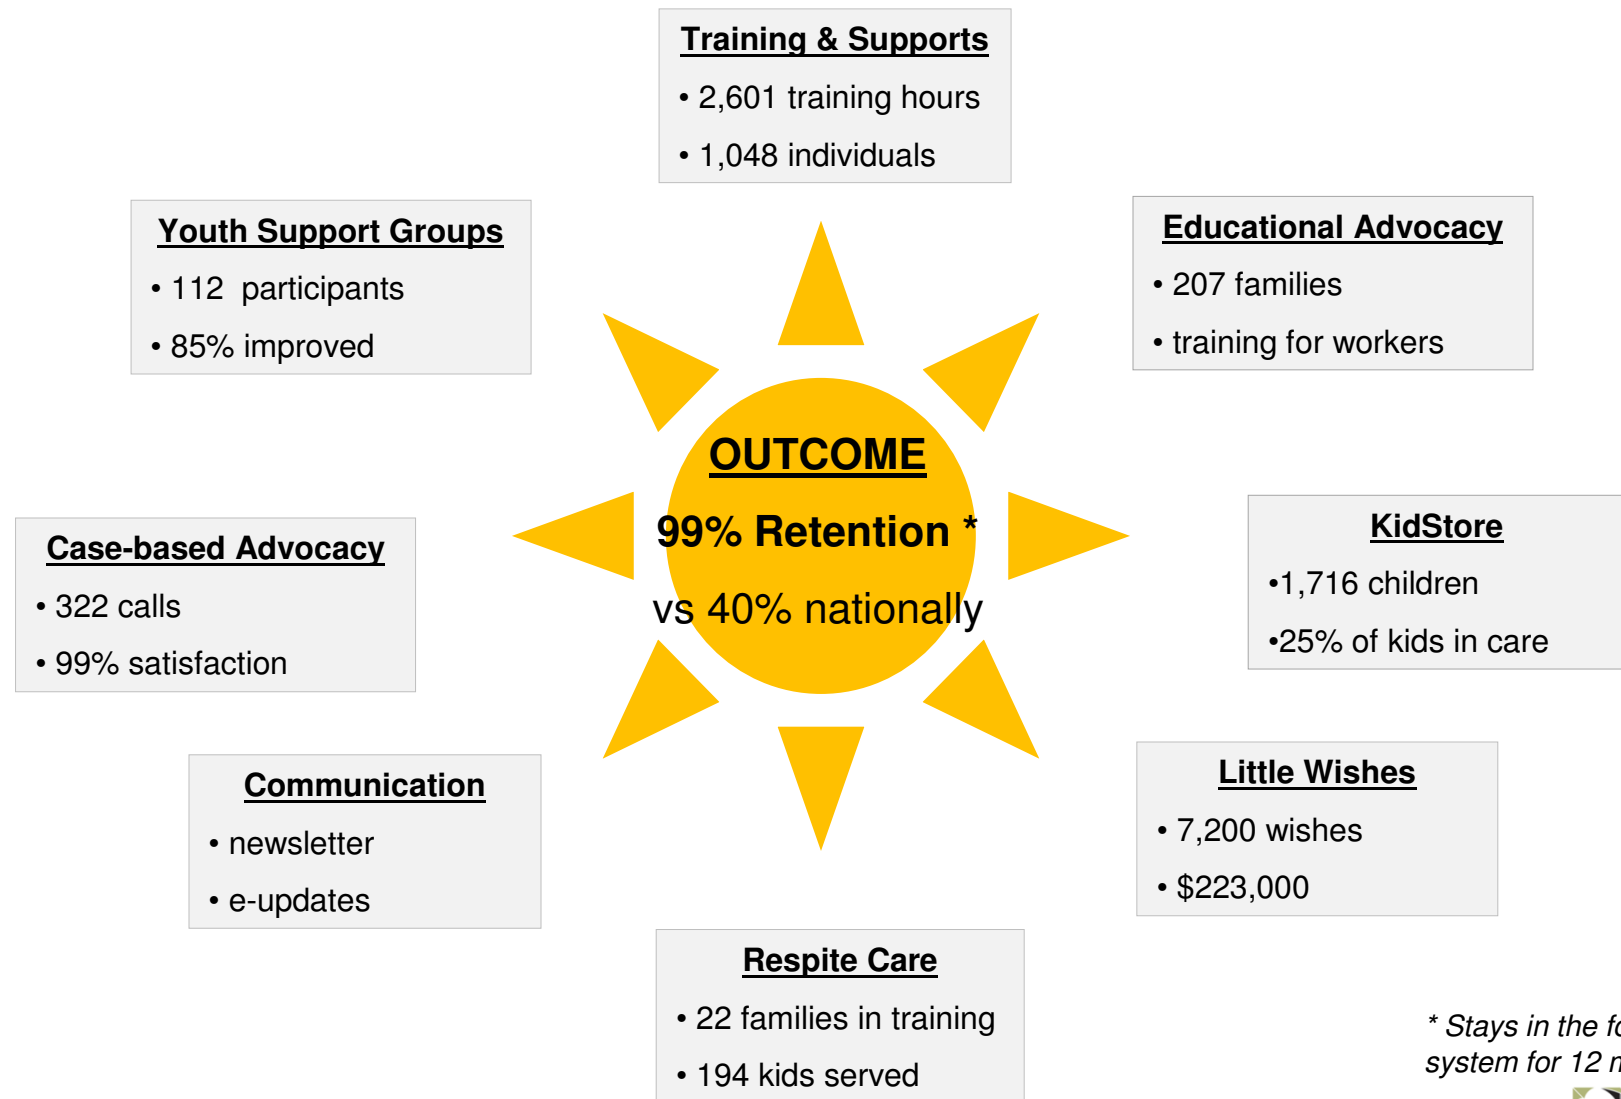 Training & Supports
• 2,601 training hours
• 1,048 individuals
Youth Support Groups
• 112 participants
• 85% improved
Educational Advocacy
• 207 families
• training for workers
OUTCOME
99% Retention *
vs 40% nationally
Case-based Advocacy
• 322 calls
• 99% satisfaction
KidStore
•1,716 children
•25% of kids in care
Communication
• newsletter
• e-updates
Little Wishes
• 7,200 wishes
• $223,000
Respite Care
• 22 families in training
• 194 kids served
* Stays in the
system for 12